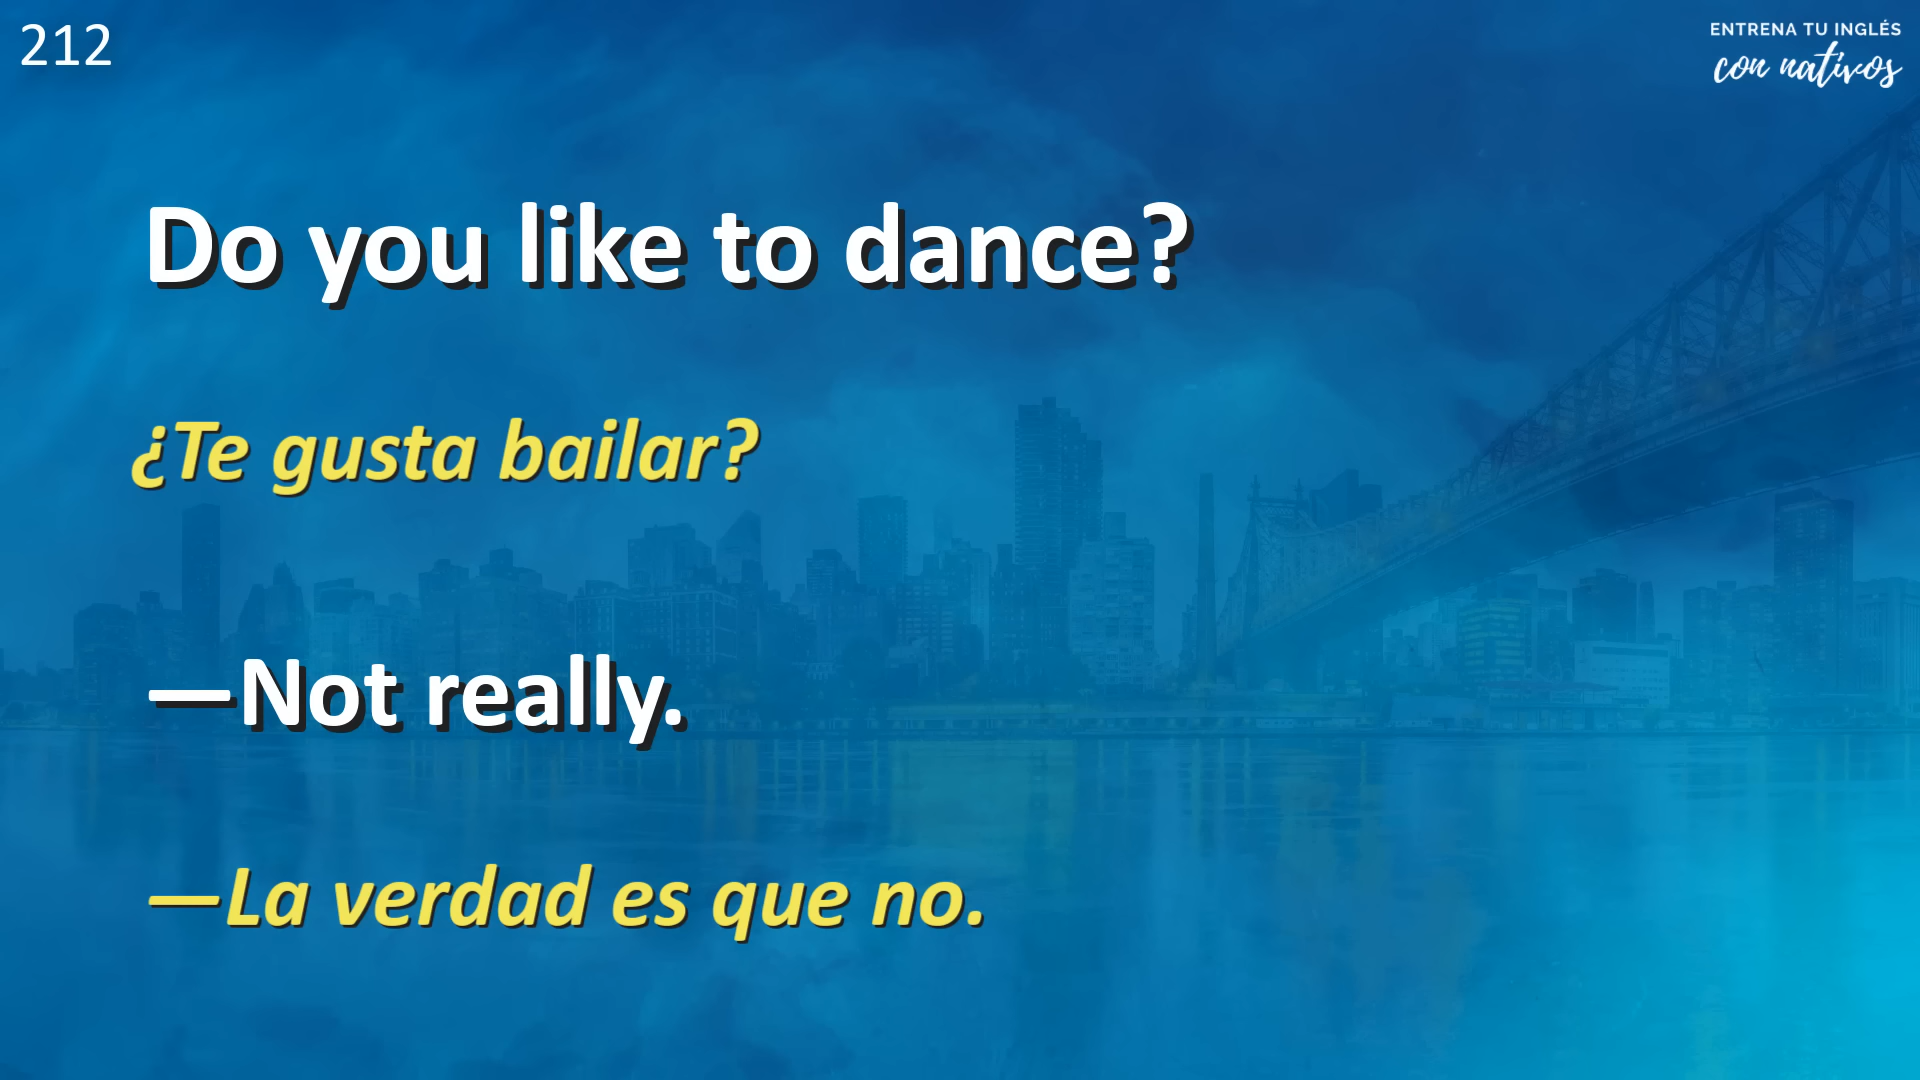 212
ENTRENA TU INGLÉS
con nativos
Do you like to dance?
¿Te gusta bailar?
—Not really.
—La verdad es que no.